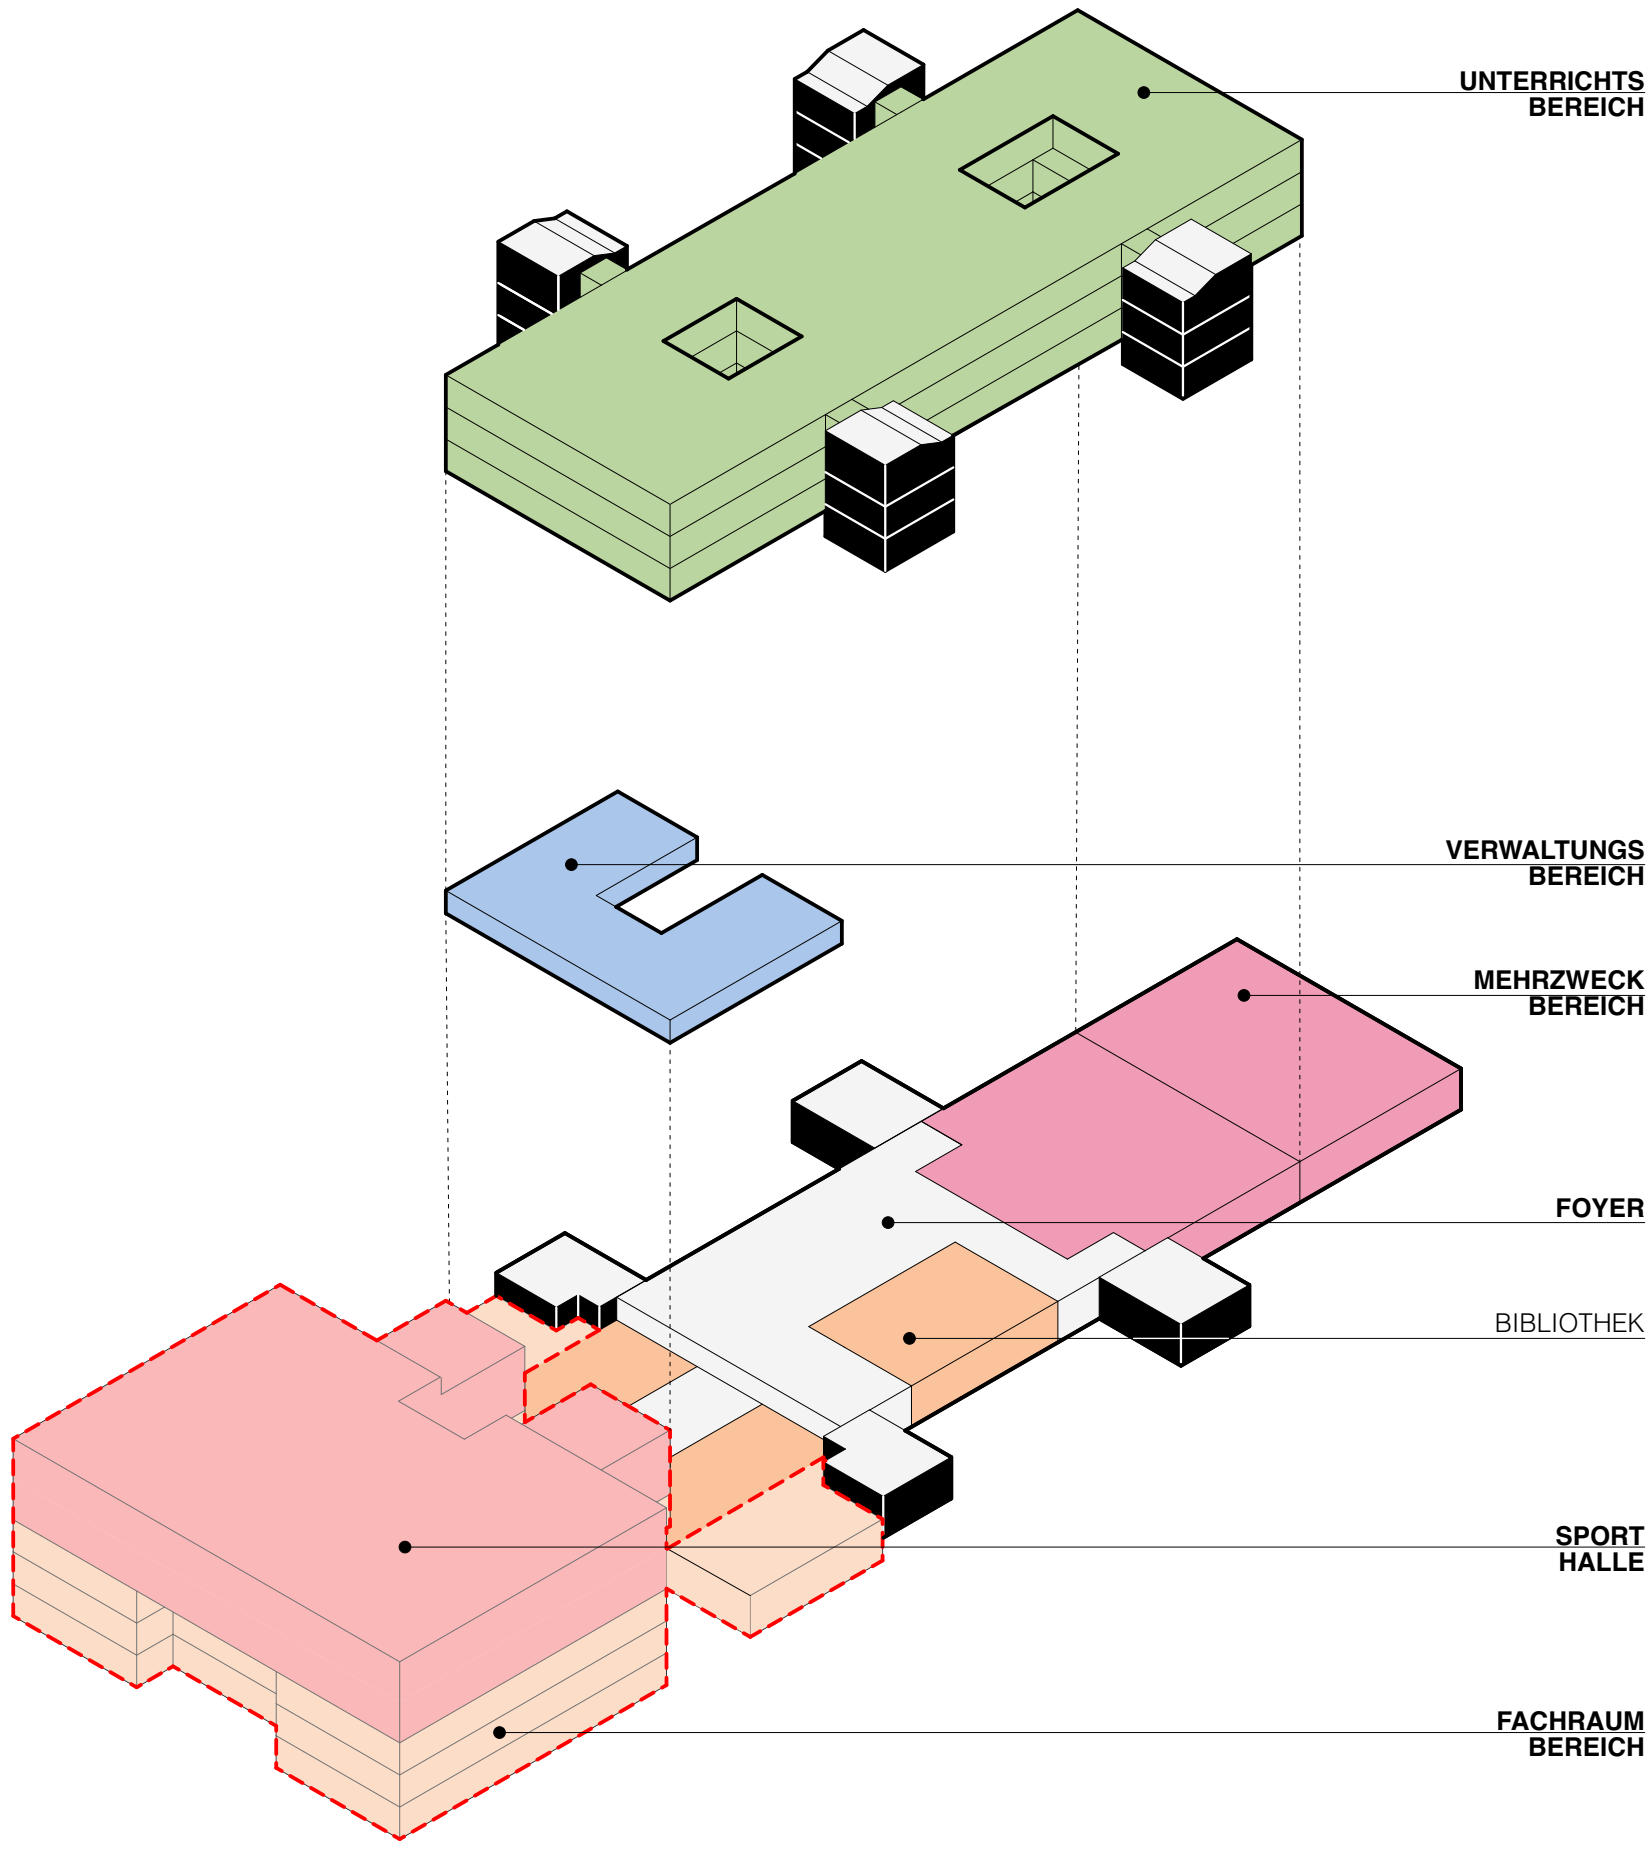 UNTERRICHTS
BEREICH
VERWALTUNGS
BEREICH
MEHRZWECK
BEREICH
FOYER
BIBLIOTHEK
SPORT
HALLE
FACHRAUM
BEREICH